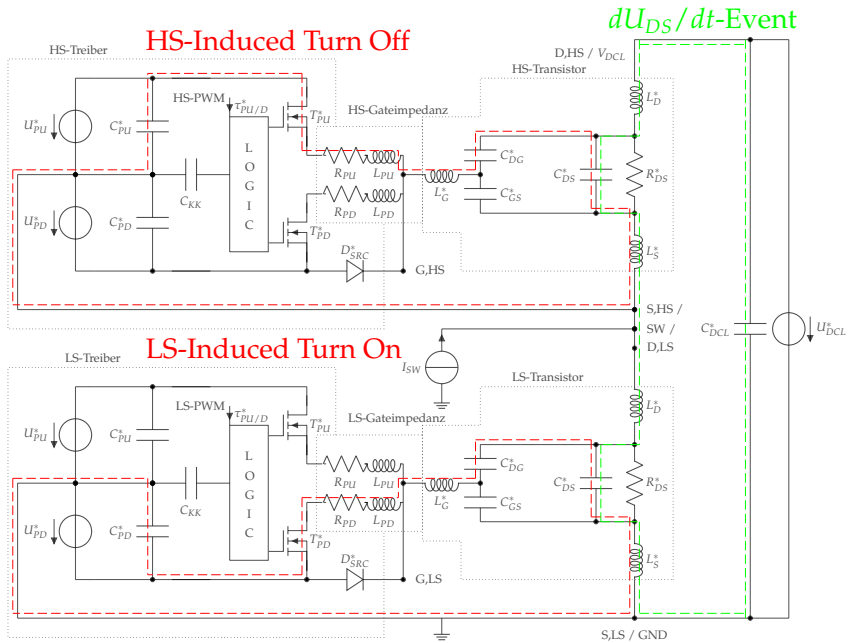 dU_DS/dt-Event
HS-Induced Turn Off
HS-Treiber
D,HS / V_DCL
HS-Transistor
HS-PWM
τ*_PU/D
T*_PU
HS-Gateimpedanz
L*_D
U*_PU
C*_PU
L
O
G
I
C
R_PU
L_PU
C*_DG
C*_DS
R*_DS
C_KK
L*_G
C*_GS
U*_PD
C*_PD
R_PD
L_PD
T*_PD
L*_S
D*_SRC
G,HS
S,HS /
SW /
D,LS
C*_DCL
U*_DCL
LS-Induced Turn On
I_SW
LS-Treiber
LS-Transistor
LS-PWM
τ*_PU/D
T*_PU
LS-Gateimpedanz
L*_D
U*_PU
C*_PU
L
O
G
I
C
R_PU
L_PU
C*_DG
C*_DS
R*_DS
C_KK
L*_G
C*_GS
U*_PD
C*_PD
R_PD
L_PD
T*_PD
L*_S
D*_SRC
G,LS
S,LS / GND